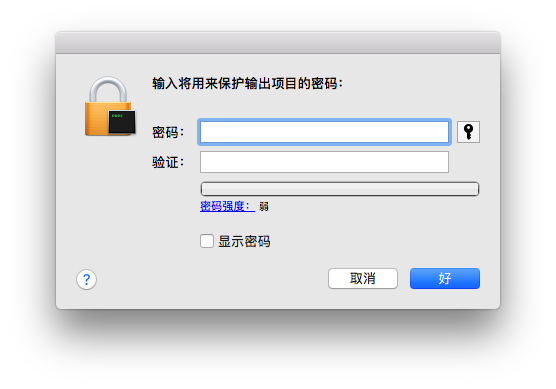 输入将用来保护输出项目的密码：
密码：
验证：
密码强度： 弱
显示密码
? 取消 好